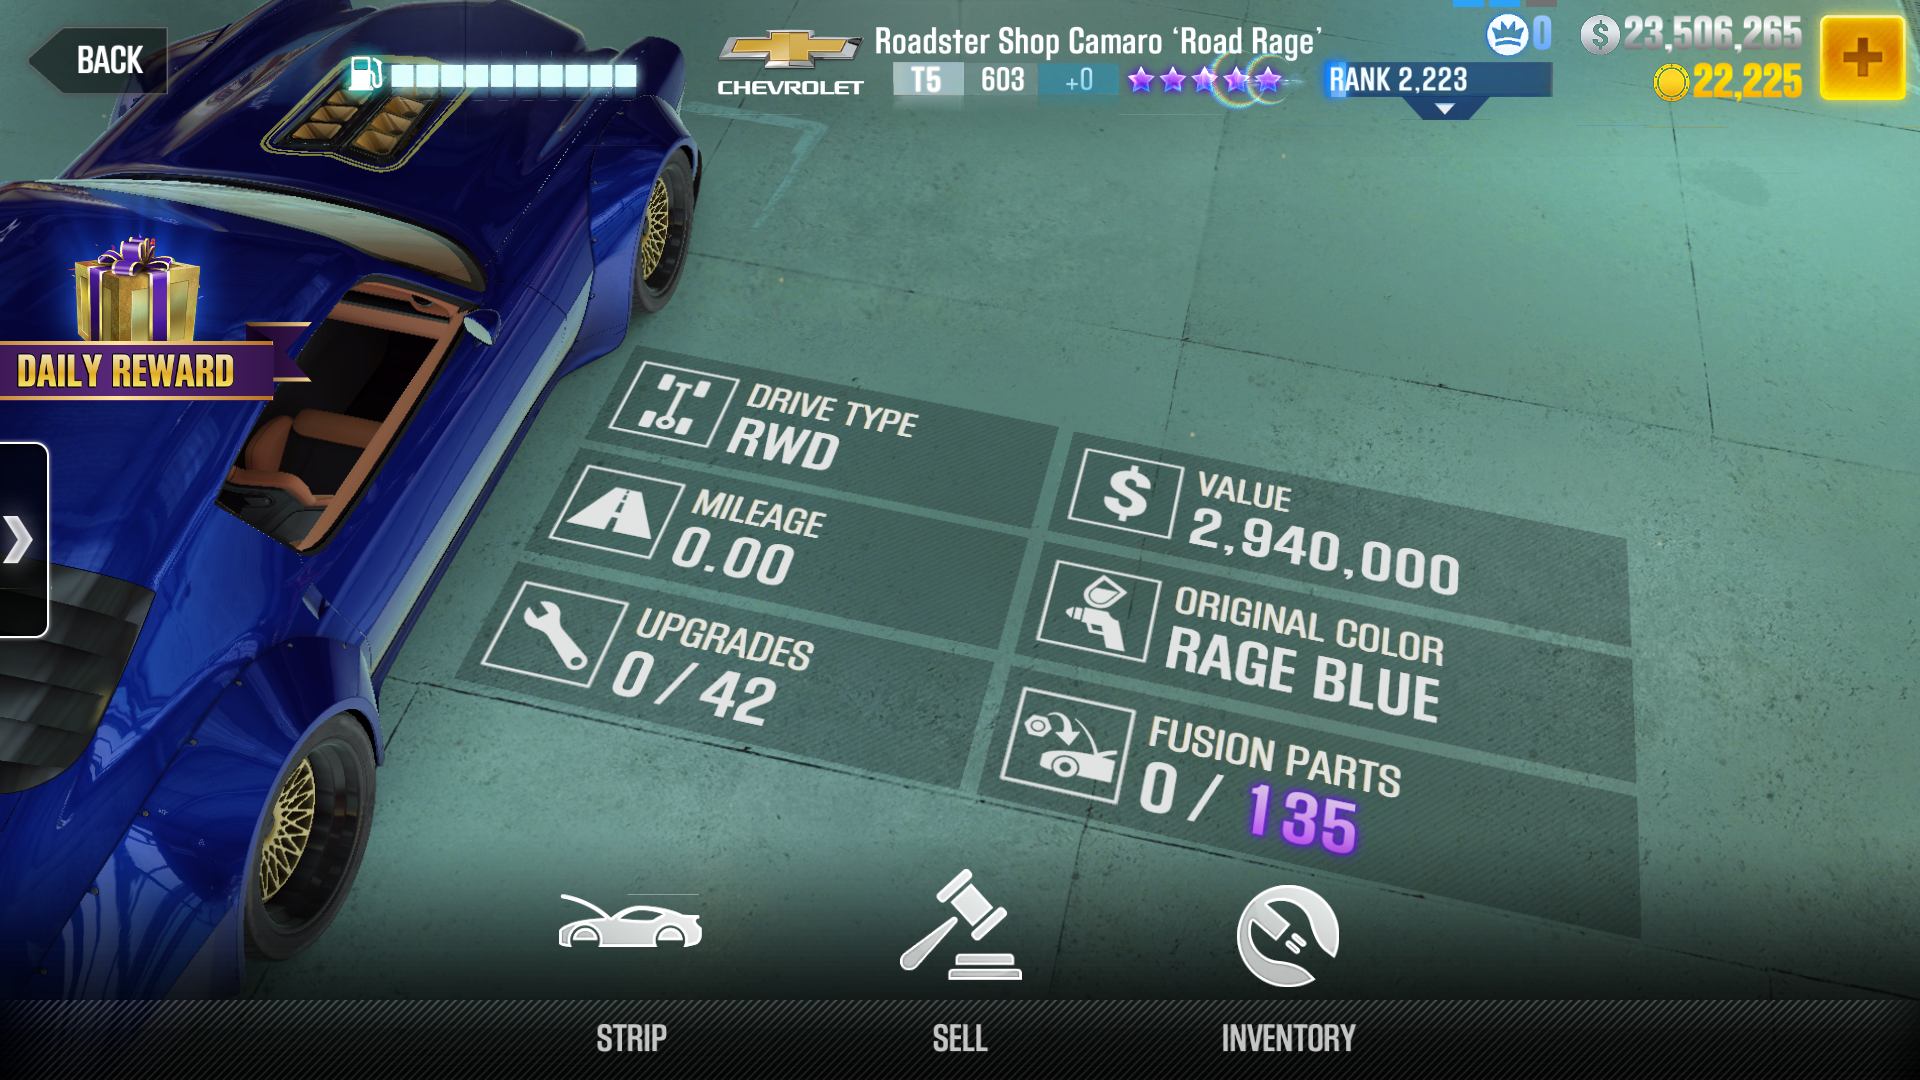 BACK
CHEVROLET
Roadster Shop Camaro ‘Road Rage’
T5 603 +0
RANK 2,223
0
23,506,265
22,225
DAILY REWARD
DRIVE TYPE
RWD
MILEAGE
0.00
UPGRADES
0 / 42
VALUE
2,940,000
ORIGINAL COLOR
RAGE BLUE
FUSION PARTS
0 / 135
STRIP
SELL
INVENTORY